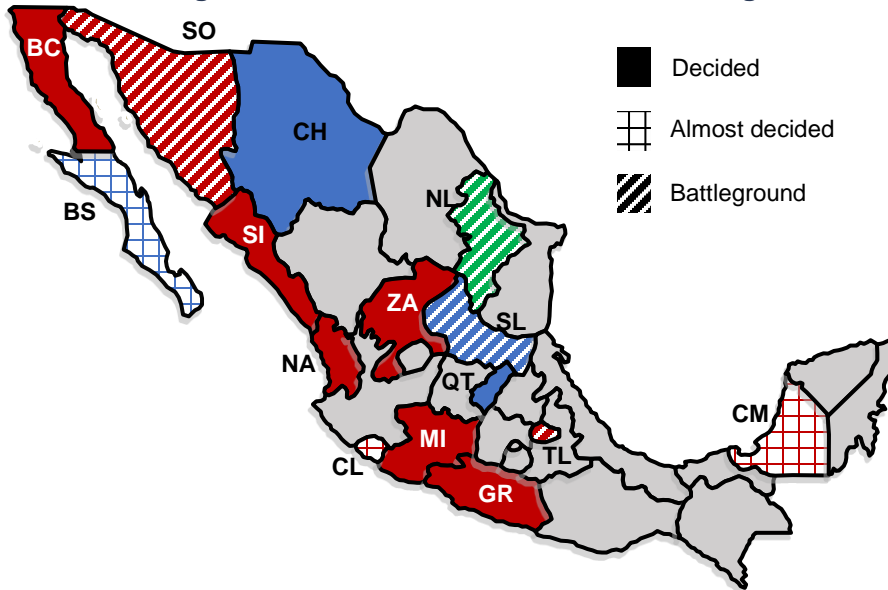 SO
BC
Decided
CH
Almost decided
NL
Battleground
BS
SI
ZA
SL
NA
QT
CM
MI
TL
CL
GR